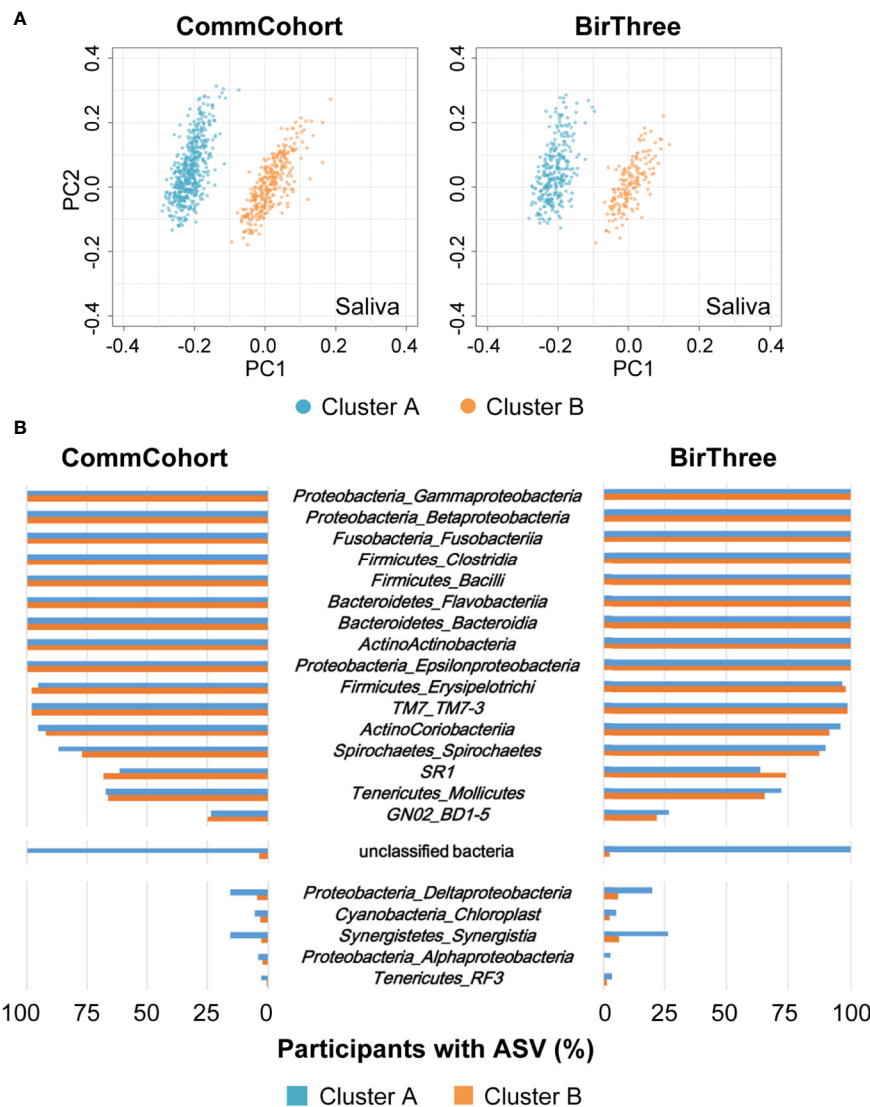 A
CommCohort
BirThree
0.4
0.2
0.0
-0.2
-0.4
PC2
Saliva
-0.4 -0.2 0.0 0.2 0.4
PC1
0.4
0.2
0.0
-0.2
-0.4
Saliva
-0.4 -0.2 0.0 0.2 0.4
PC1
Cluster A Cluster B
B
CommCohort
BirThree
Proteobacteria_Gammaproteobacteria
Proteobacteria_Betaproteobacteria
Fusobacteria_Fusobacteriia
Firmicutes_Clostridia
Firmicutes_Bacilli
Bacteroidetes_Flavobacteriia
Bacteroidetes_Bacteroidia
ActinoActinobacteria
Proteobacteria_Epsilonproteobacteria
Firmicutes_Erysipelotrichi
TM7_TM7-3
ActinoCoriobacteriia
Spirochaetes_Spirochaetes
SR1
Tenericutes_Mollicutes
GN02_BD1-5
unclassified bacteria
Proteobacteria_Deltaproteobacteria
Cyanobacteria_Chloroplast
Synergistetes_Synergistia
Proteobacteria_Alphaproteobacteria
Tenericutes_RF3
100 75 25 0
0 25 50 75 100
Participants with ASV (%)
Cluster A Cluster B